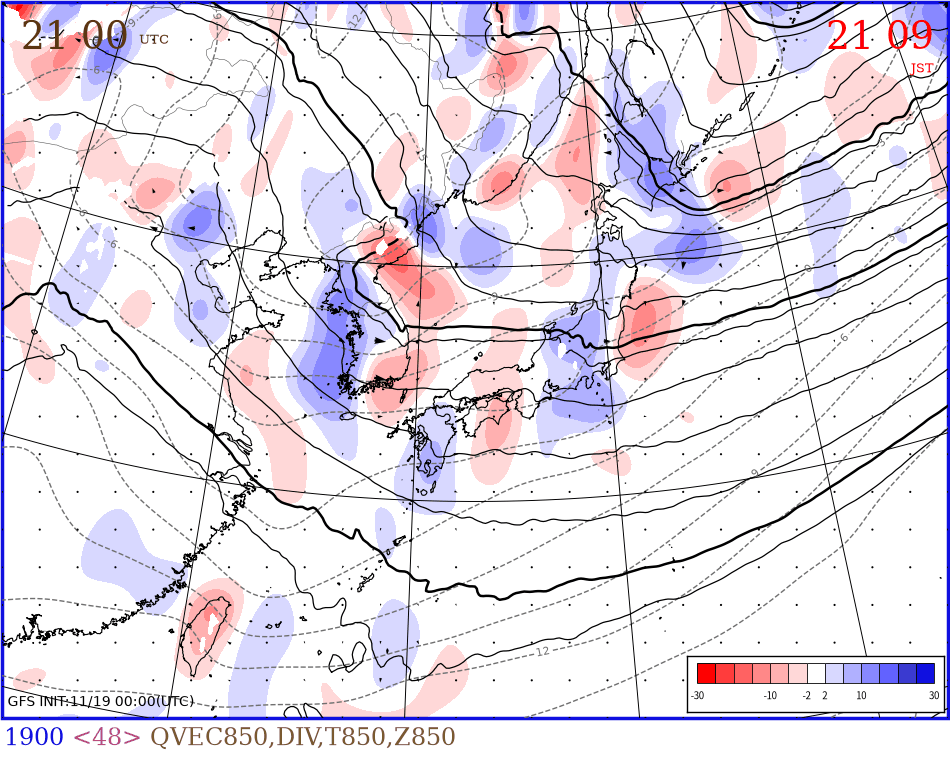 21 00 UTC
21 09
JST
GFS INIT:11/19 00:00(UTC)
-30 -10 -2 2 10 30
1900 <48> QVEC850,DIV,T850,Z850
12